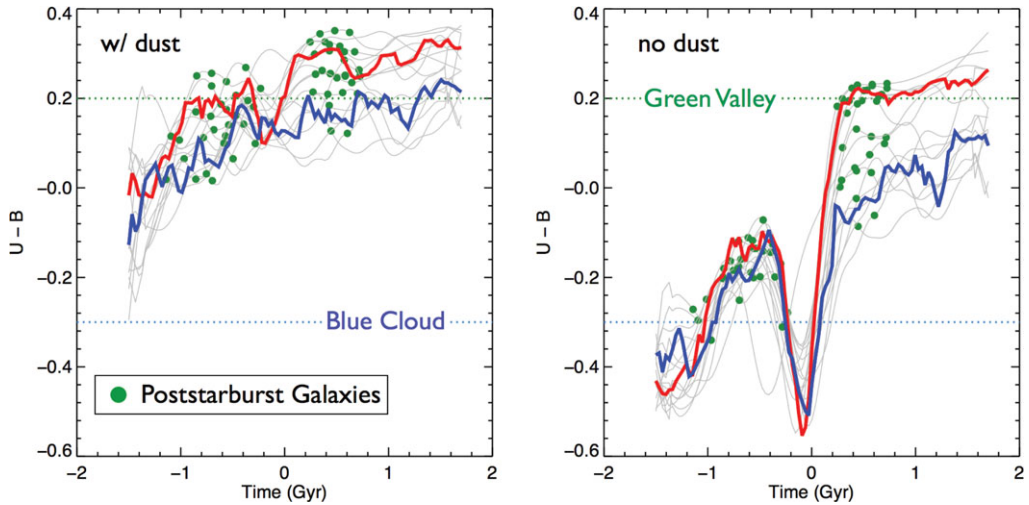 w/ dust
0.4
0.2
−0.0
−0.2
−0.4
−0.6
U − B
Blue Cloud
Poststarburst Galaxies
−2
−1
0
1
2
Time (Gyr)
no dust
0.4
0.2
−0.0
−0.2
−0.4
−0.6
U − B
Green Valley
−2
−1
0
1
2
Time (Gyr)